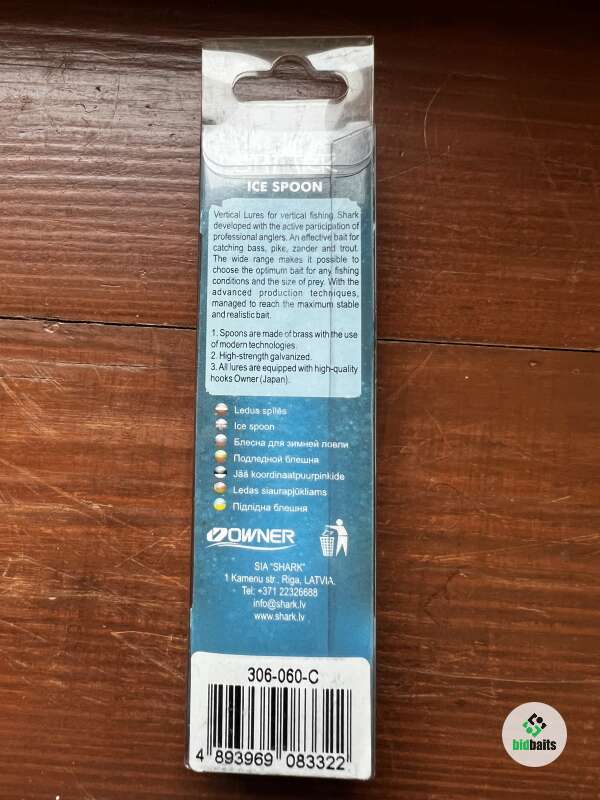 ICE SPOON
Vertical Lures for vertical fishing Shark
developed with the active participation of
professional anglers. An effective bait for
catching bass, pike, zander and trout.
The wide range makes it possible to
choose the optimum bait for any fishing
conditions and the size of prey. With the
advanced production techniques,
managed to reach the maximum stable
and realistic bait.
1. Spoons are made of brass with the use
of modern technologies.
2. High-strength galvanized.
3. All lures are equipped with high-quality
hooks Owner (Japan).
Ledus spīlēs
Ice spoon
Блесна для зимней ловли
Подледной блешня
Jää koordinaatpuurpinkide
Ledas siaurapjūkliams
Підлідна блешня
OWNER
SIA "SHARK"
1 Kamenu str., Riga, LATVIA.
Tel: +371 22326688
info@shark.lv
www.shark.lv
306-060-C
4 893969 083322
bidbaits